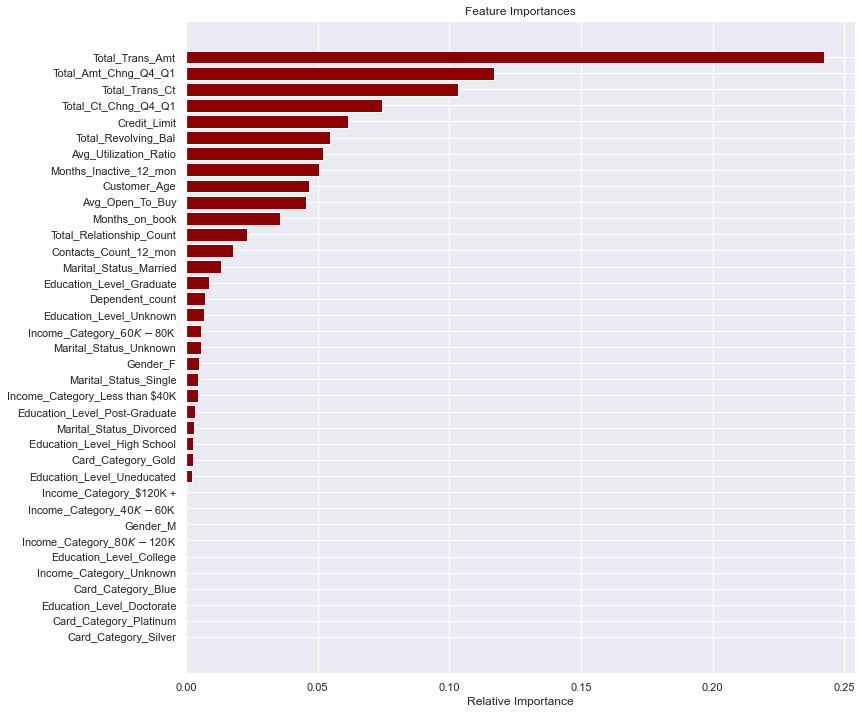 Feature Importances
Total_Trans_Amt
Total_Amt_Chng_Q4_Q1
Total_Trans_Ct
Total_Ct_Chng_Q4_Q1
Credit_Limit
Total_Revolving_Bal
Avg_Utilization_Ratio
Months_Inactive_12_mon
Customer_Age
Avg_Open_To_Buy
Months_on_book
Total_Relationship_Count
Contacts_Count_12_mon
Marital_Status_Married
Education_Level_Graduate
Dependent_count
Education_Level_Unknown
Income_Category_60K − 80K
Marital_Status_Unknown
Gender_F
Marital_Status_Single
Income_Category_Less than $40K
Education_Level_Post-Graduate
Marital_Status_Divorced
Education_Level_High School
Card_Category_Gold
Education_Level_Uneducated
Income_Category_$120K +
Income_Category_40K − 60K
Gender_M
Income_Category_80K − 120K
Education_Level_College
Income_Category_Unknown
Card_Category_Blue
Education_Level_Doctorate
Card_Category_Platinum
Card_Category_Silver
0.00 0.05 0.10 0.15 0.20 0.25
Relative Importance